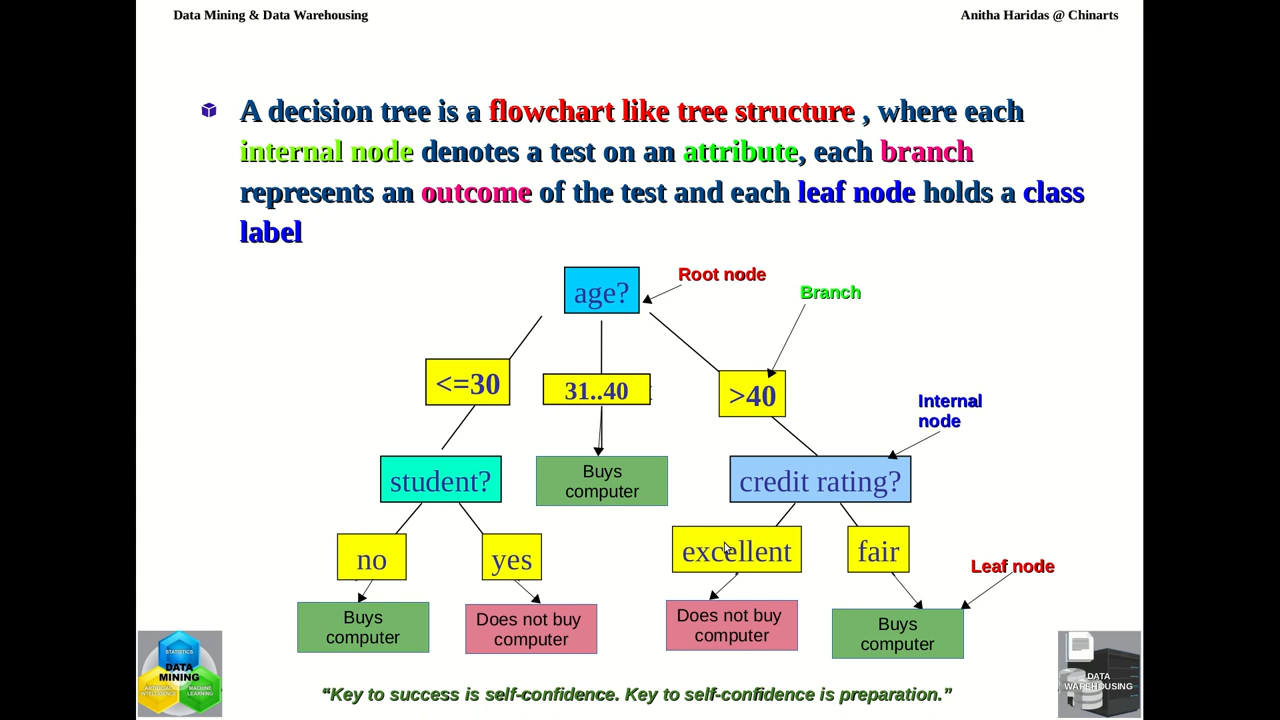 Data Mining & Data Warehousing
Anitha Haridas @ Chinarts
A decision tree is a flowchart like tree structure , where each
internal node denotes a test on an attribute, each branch
represents an outcome of the test and each leaf node holds a class
label
age?
Root node
Branch
<=30
31..40
>40
Internal
node
student?
Buys
computer
credit rating?
no
yes
excellent
fair
Leaf node
Buys
computer
Does not buy
computer
Does not buy
computer
Buys
computer
STATISTICS
DATA
MINING
ARTIFICIAL
INTELLIGENCE
MACHINE
LEARNING
DATA
WAREHOUSING
“Key to success is self-confidence. Key to self-confidence is preparation.”